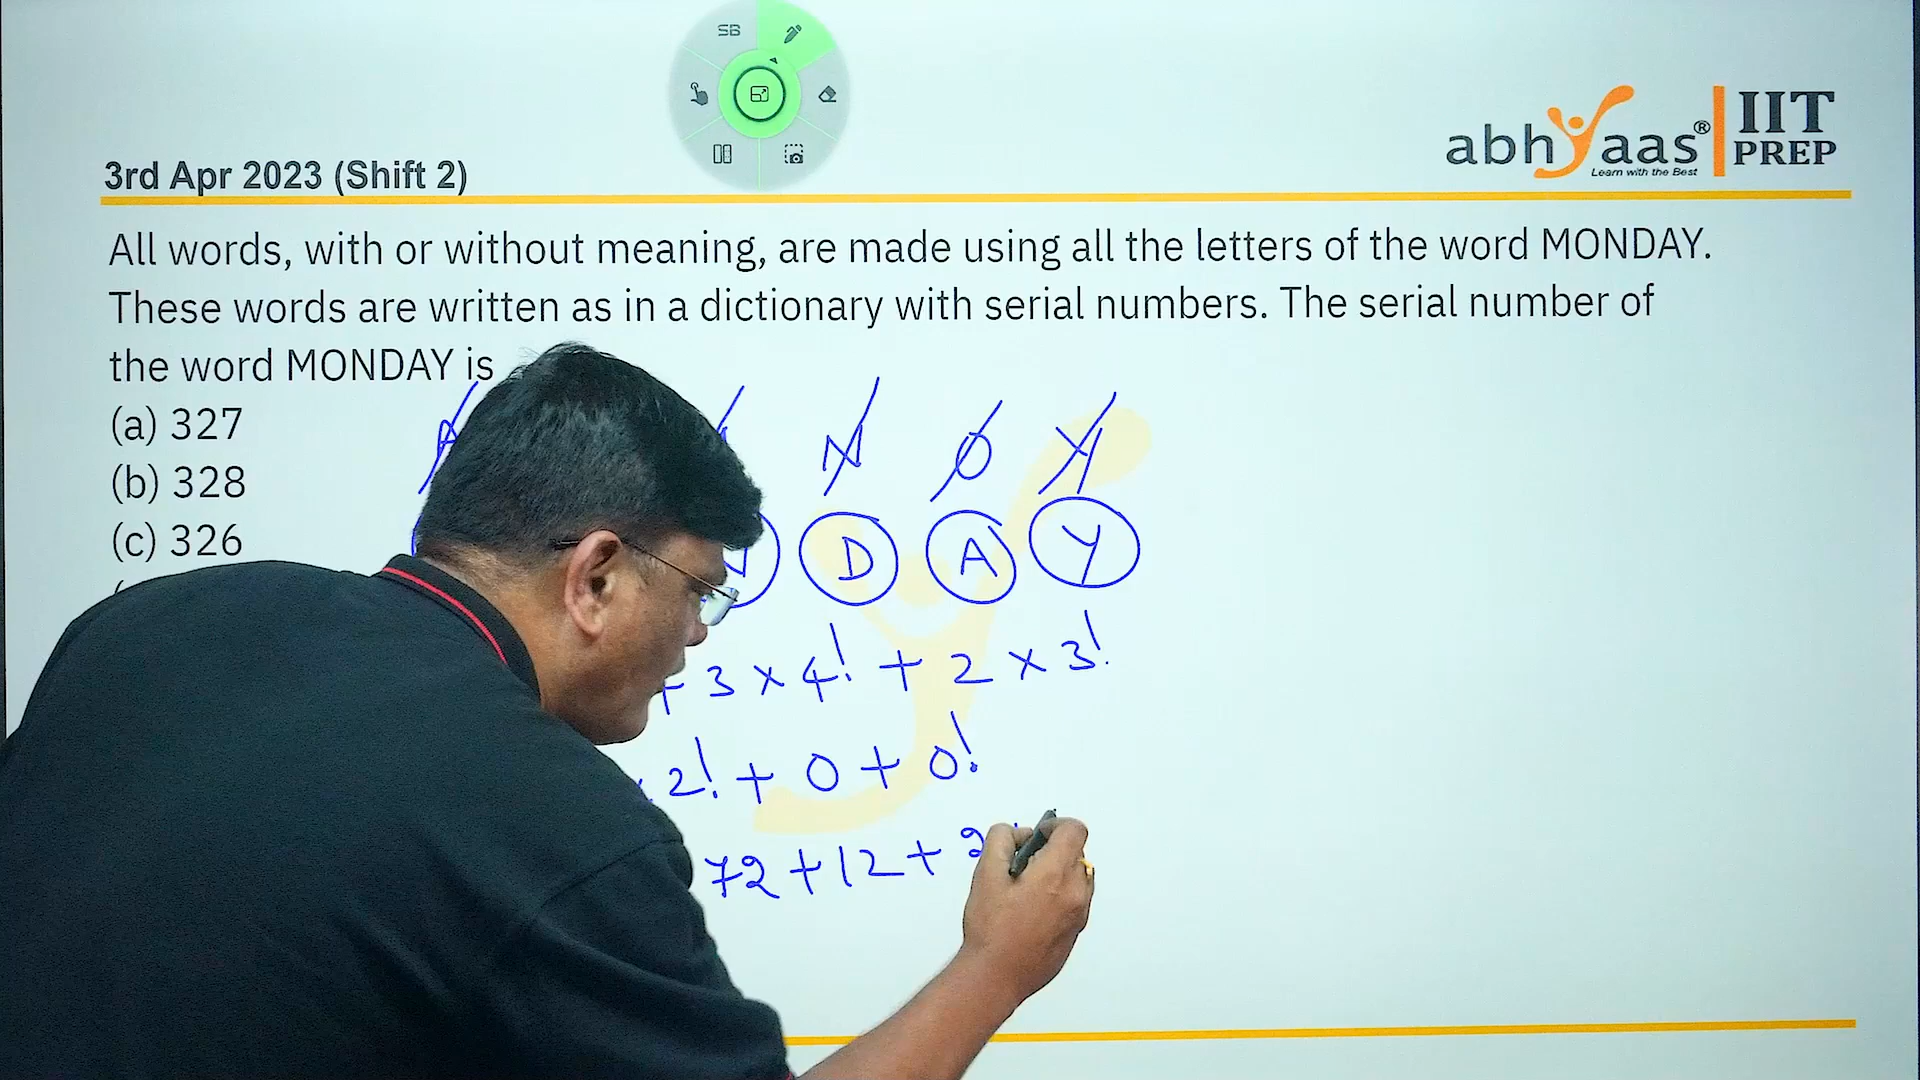 SB
abhyaas® IIT PREP
Learn with the Best
3rd Apr 2023 (Shift 2)
All words, with or without meaning, are made using all the letters of the word MONDAY.
These words are written as in a dictionary with serial numbers. The serial number of
the word MONDAY is
(a) 327
(b) 328
(c) 326
A N O Y
D A Y
+ 3 × 4! + 2 × 3!
2! + 0 + 0!
72 + 12 + 2